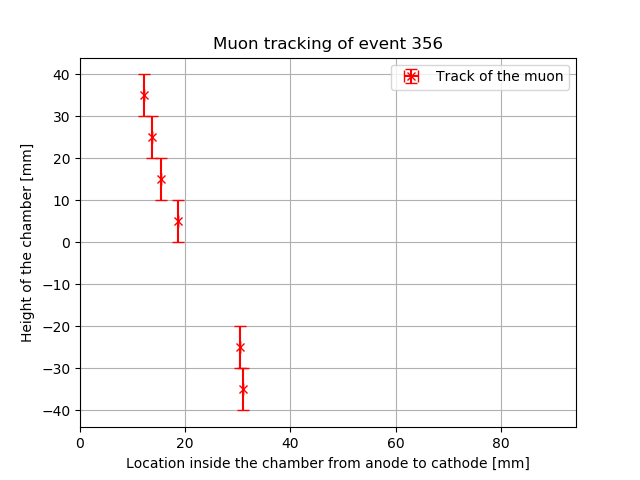 Muon tracking of event 356
Track of the muon
Height of the chamber [mm]
40
30
20
10
0
−10
−20
−30
−40
0 20 40 60 80
Location inside the chamber from anode to cathode [mm]